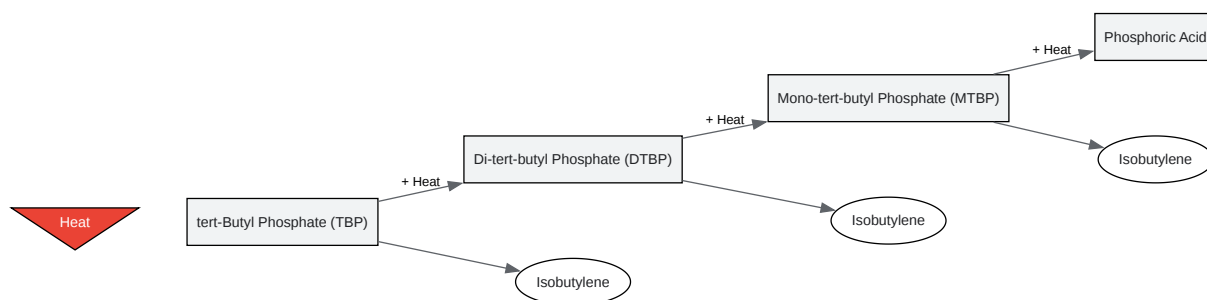 Phosphoric Acid
+ Heat
Mono-tert-butyl Phosphate (MTBP)
+ Heat
Isobutylene
Di-tert-butyl Phosphate (DTBP)
+ Heat
Isobutylene
Heat
tert-Butyl Phosphate (TBP)
Isobutylene